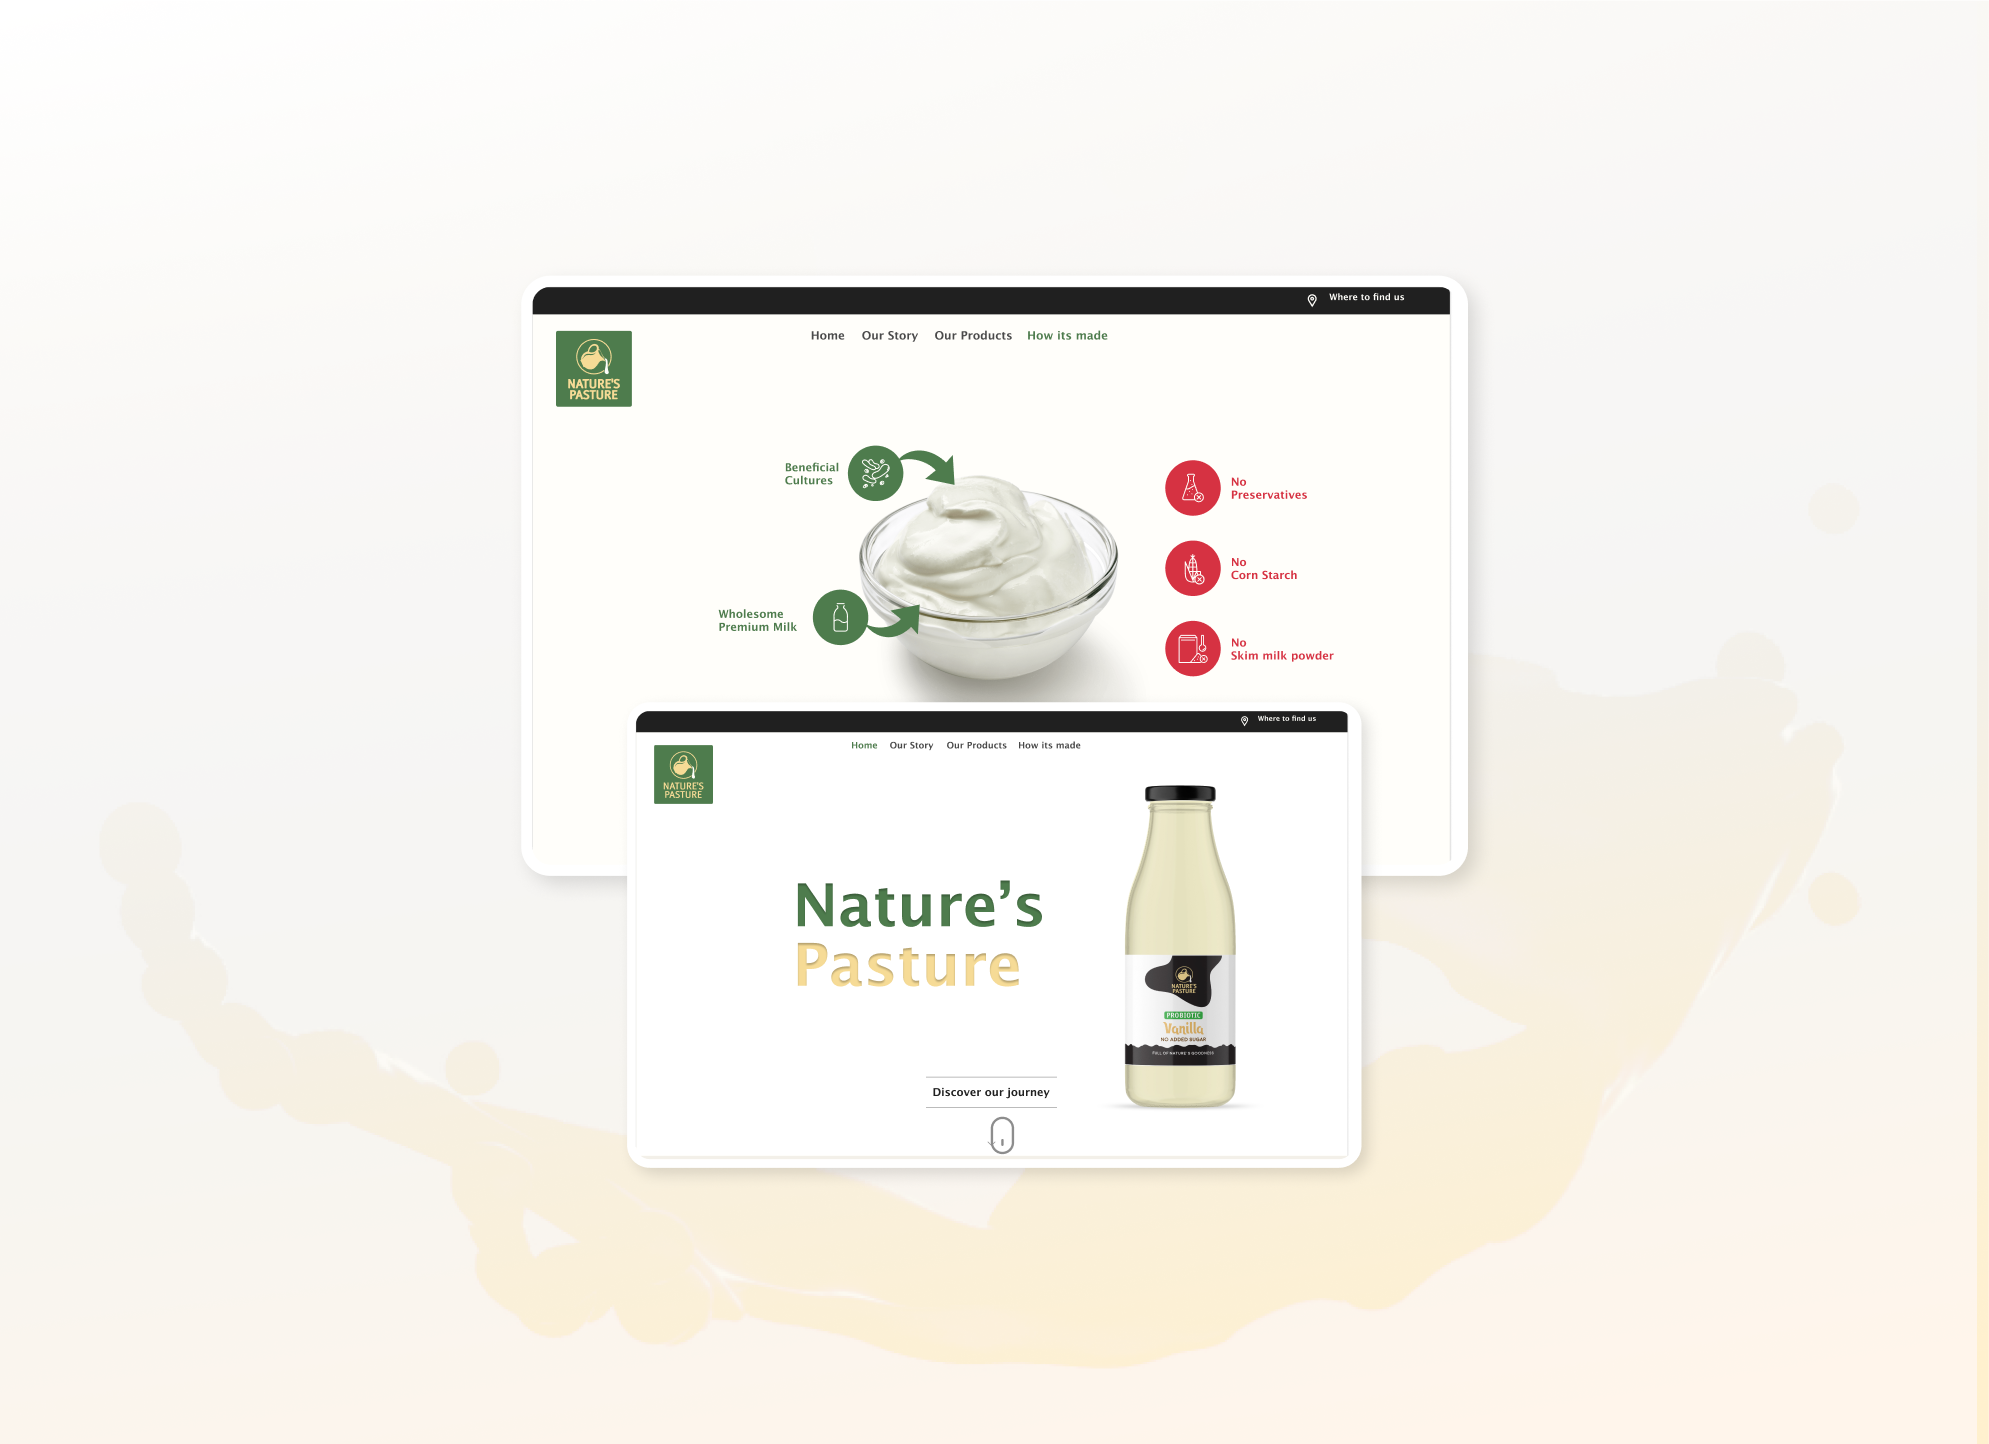 Where to find us
Home Our Story Our Products How its made
NATURE'S
PASTURE
Beneficial
Cultures
No
Preservatives
No
Corn Starch
Wholesome
Premium Milk
No
Skim milk powder
Where to find us
Home Our Story Our Products How its made
NATURE'S
PASTURE
Nature's
Pasture
NATURE'S
PASTURE
PROBIOTIC
Vanilla
NO ADDED SUGAR
FULL OF NATURE'S GOODNESS
Discover our journey